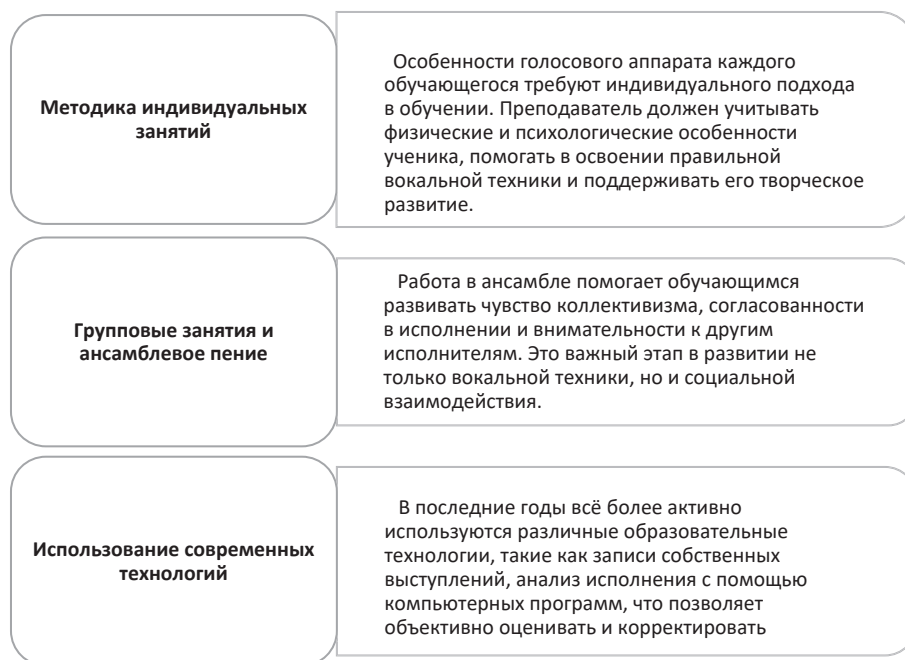 Методика индивидуальных
занятий
Особенности голосового аппарата каждого
обучающегося требуют индивидуального подхода
в обучении. Преподаватель должен учитывать
физические и психологические особенности
ученика, помогать в освоении правильной
вокальной техники и поддерживать его творческое
развитие.
Групповые занятия и
ансамблевое пение
Работа в ансамбле помогает обучающимся
развивать чувство коллективизма, согласованности
в исполнении и внимательности к другим
исполнителям. Это важный этап в развитии не
только вокальной техники, но и социальной
взаимодействия.
Использование современных
технологий
В последние годы всё более активно
используются различные образовательные
технологии, такие как записи собственных
выступлений, анализ исполнения с помощью
компьютерных программ, что позволяет
объективно оценивать и корректировать